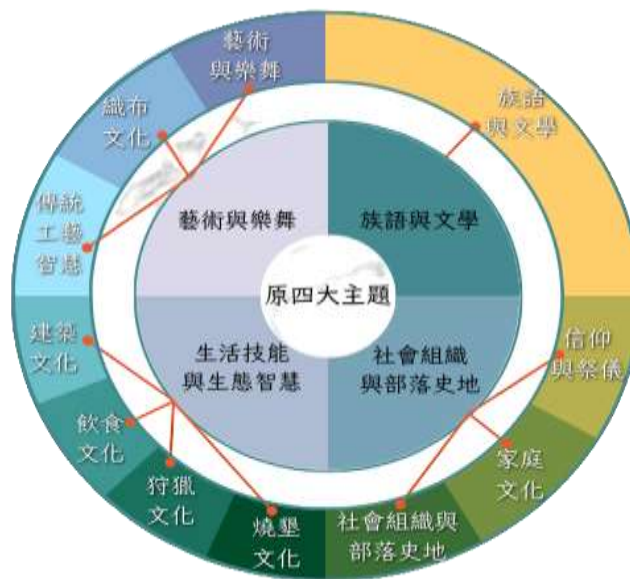 藝術
與樂舞
族語
與文學
織布
文化
傳統
工藝
智慧
藝術與樂舞
族語與文學
原四大主題
生活技能
與生態智慧
社會組織
與部落史地
建築
文化
信仰
與祭儀
飲食
文化
家庭
文化
狩獵
文化
燒墾
文化
社會組織與
部落史地